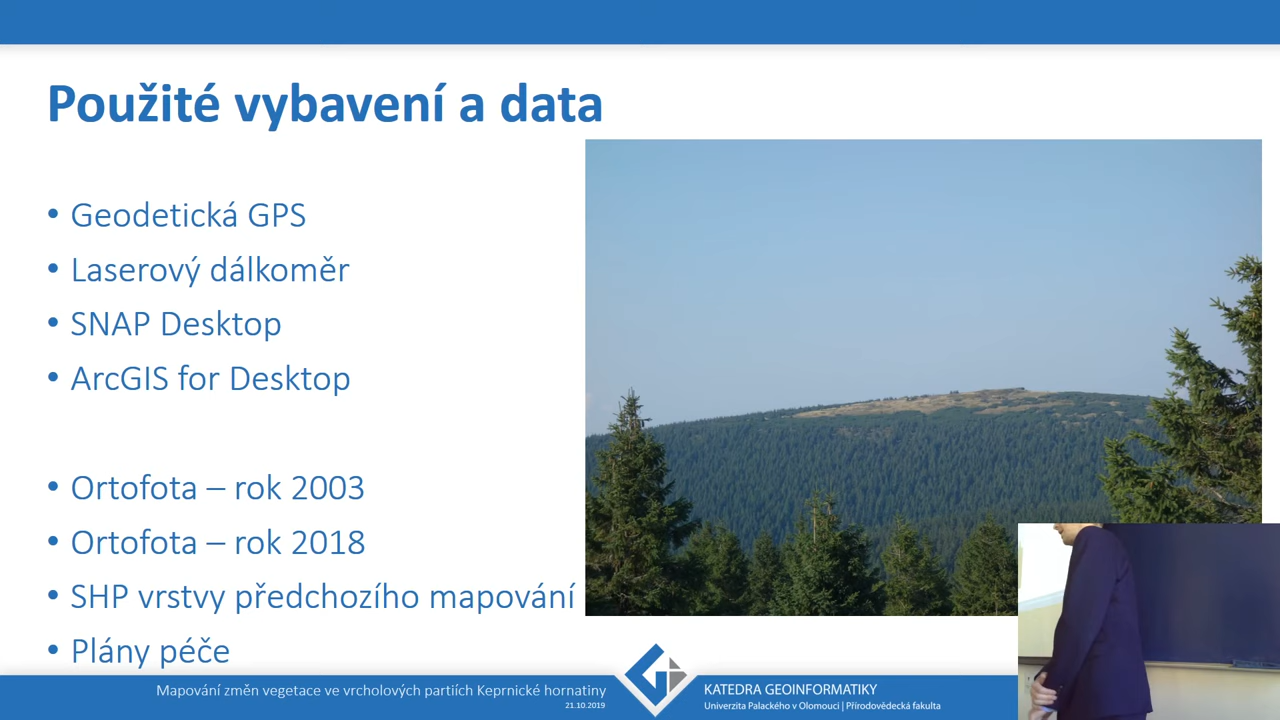 Použité vybavení a data
• Geodetická GPS
• Laserový dálkoměr
• SNAP Desktop
• ArcGIS for Desktop
• Ortofota – rok 2003
• Ortofota – rok 2018
• SHP vrstvy předchozího mapování
• Plány péče
Mapování změn vegetace ve vrcholových partiích Keprnické hornatiny
21.10.2019
KATEDRA GEOINFORMATIKY
Univerzita Palackého v Olomouci | Přírodovědecká fakulta